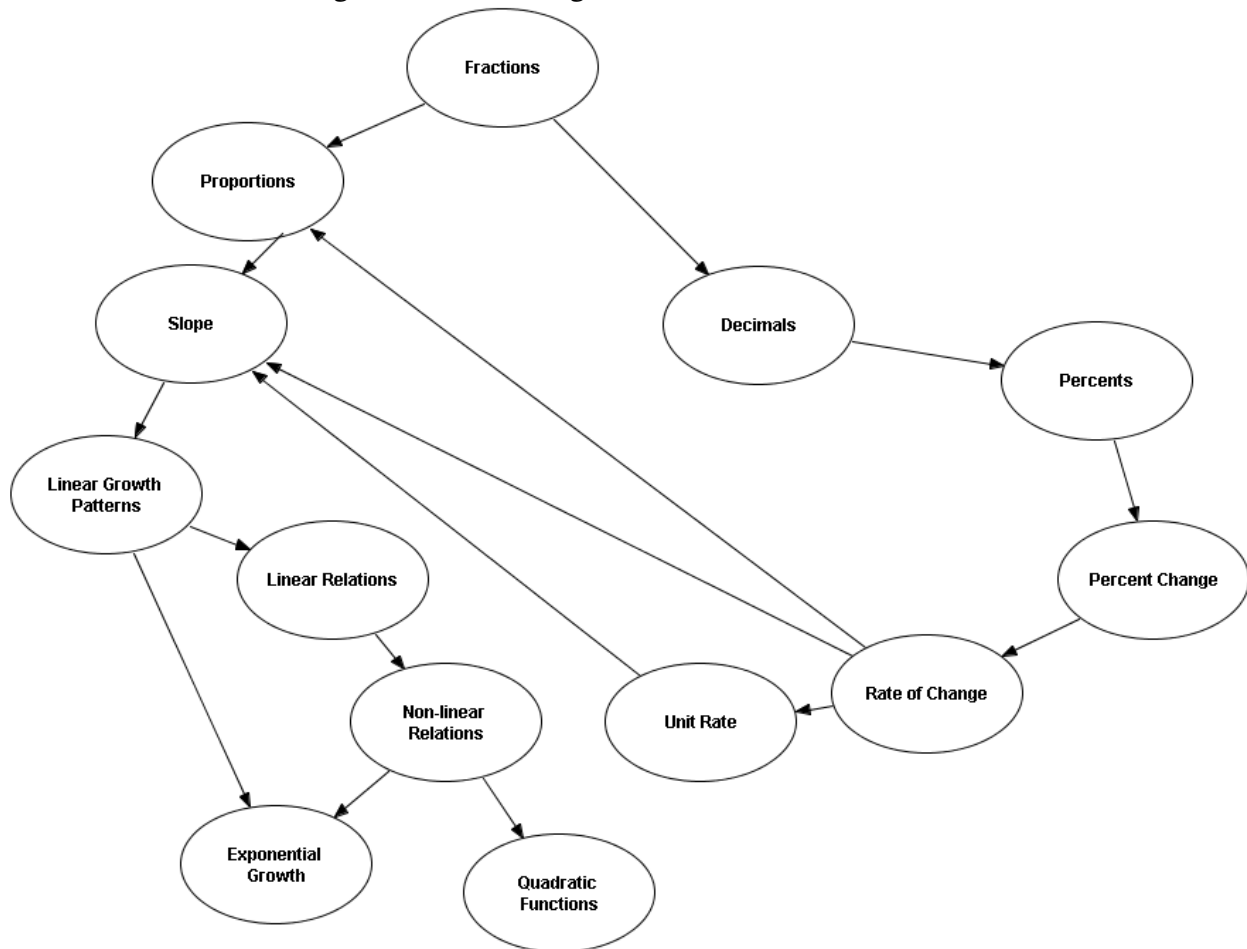 Fractions
Proportions
Slope
Decimals
Percents
Linear Growth
Patterns
Linear Relations
Percent Change
Non-linear
Relations
Unit Rate
Rate of Change
Exponential
Growth
Quadratic
Functions